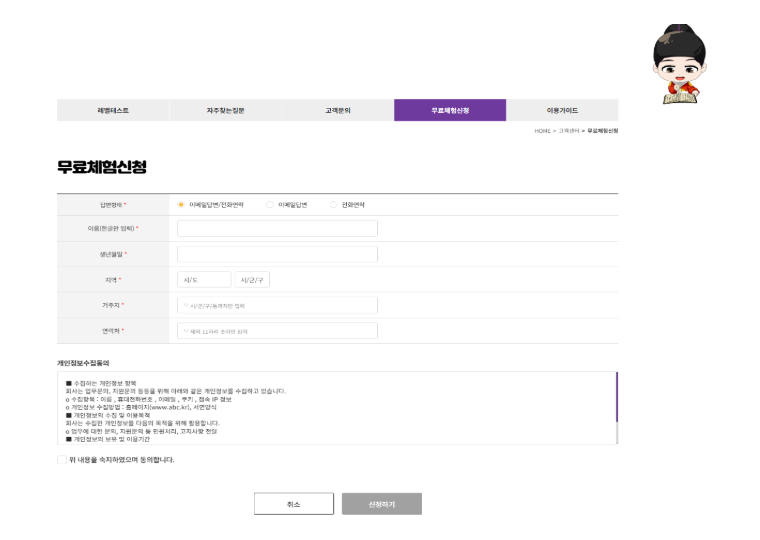 레벨테스트
자주찾는질문
고객문의
무료체험신청
이용가이드
HOME > 고객센터 > 무료체험신청
무료체험신청
답변형태 *
이메일답변/전화연락
이메일답변
전화연락
이름(한글만 입력) *
생년월일 *
지역 *
시/도
시/군/구
거주지 *
시/군/구/동까지만 입력
연락처 *
숫자만 입력
개인정보수집동의
■ 수집하는 개인정보 항목
회사는 업무문의, 지원문의 등등을 위해 아래와 같은 개인정보를 수집하고 있습니다.
o 수집항목 : 이름 , 휴대전화번호 , 이메일 , 쿠키 , 접속 IP 정보
o 개인정보 수집방법 : 홈페이지(www.abc.kr), 서면양식
■ 개인정보의 수집 및 이용목적
회사는 수집한 개인정보를 다음의 목적을 위해 활용합니다.
o 업무에 대한 문의, 지원문의 등 민원처리, 고지사항 전달
■ 개인정보의 보유 및 이용기간
위 내용을 숙지하였으며 동의합니다.
취소
신청하기